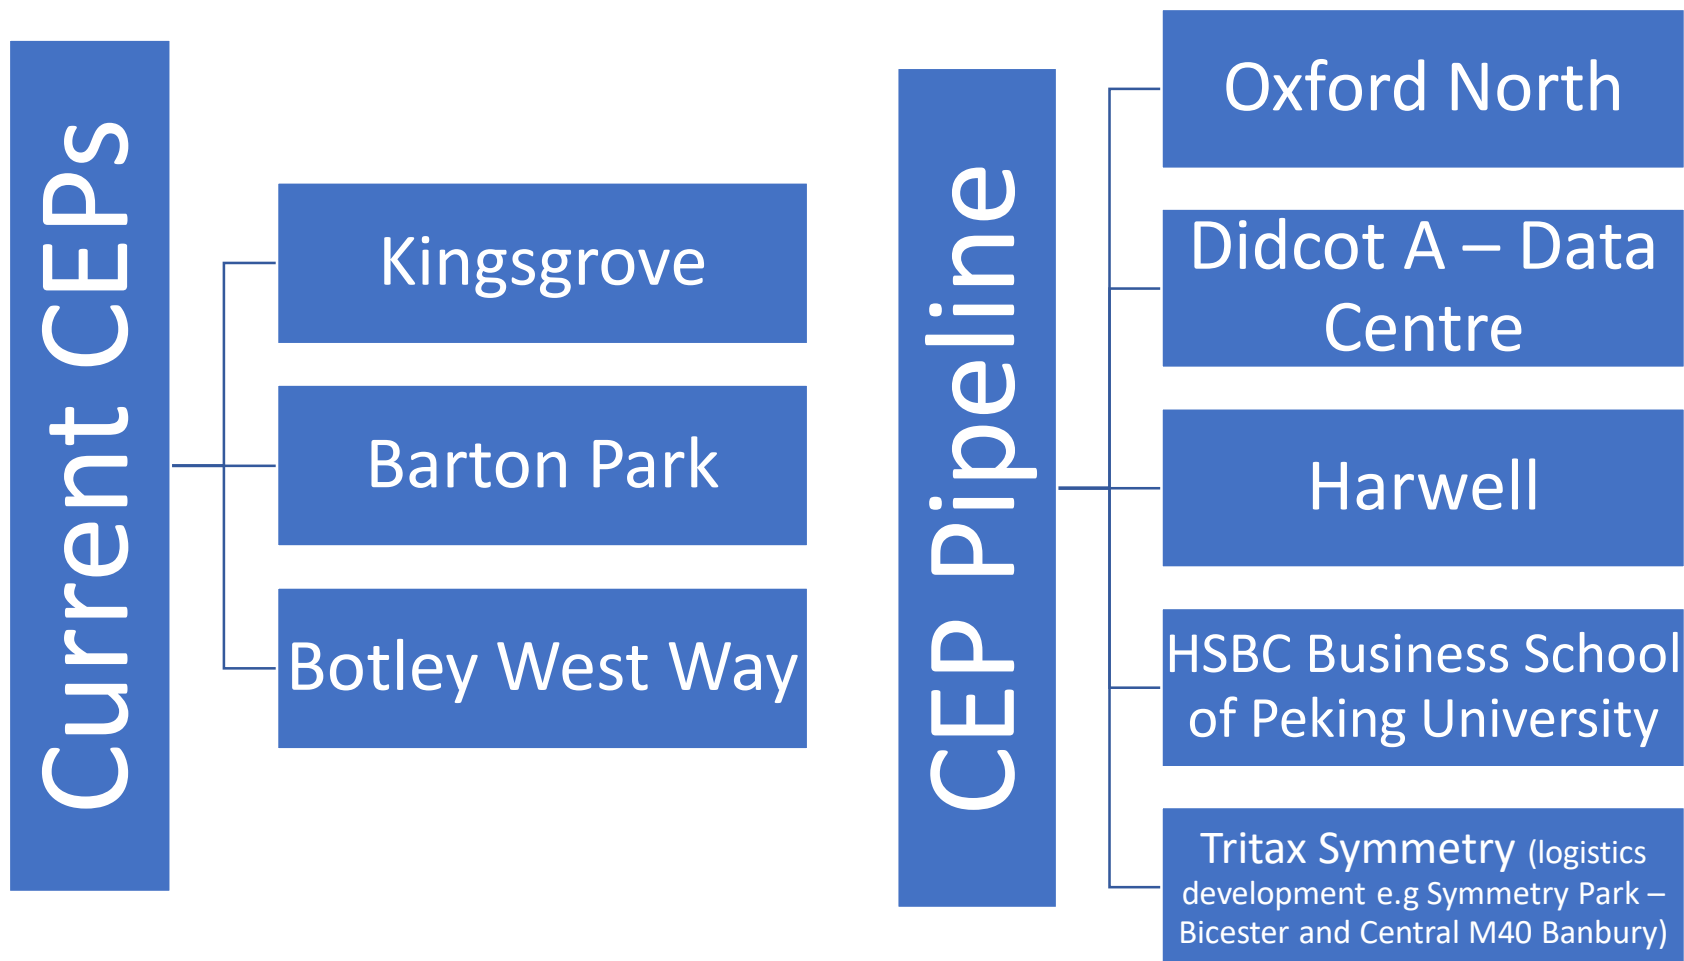 Current CEPs
Kingsgrove
Barton Park
Botley West Way
CEP Pipeline
Oxford North
Didcot A – Data
Centre
Harwell
HSBC Business School
of Peking University
Tritax Symmetry (logistics
development e.g Symmetry Park –
Bicester and Central M40 Banbury)